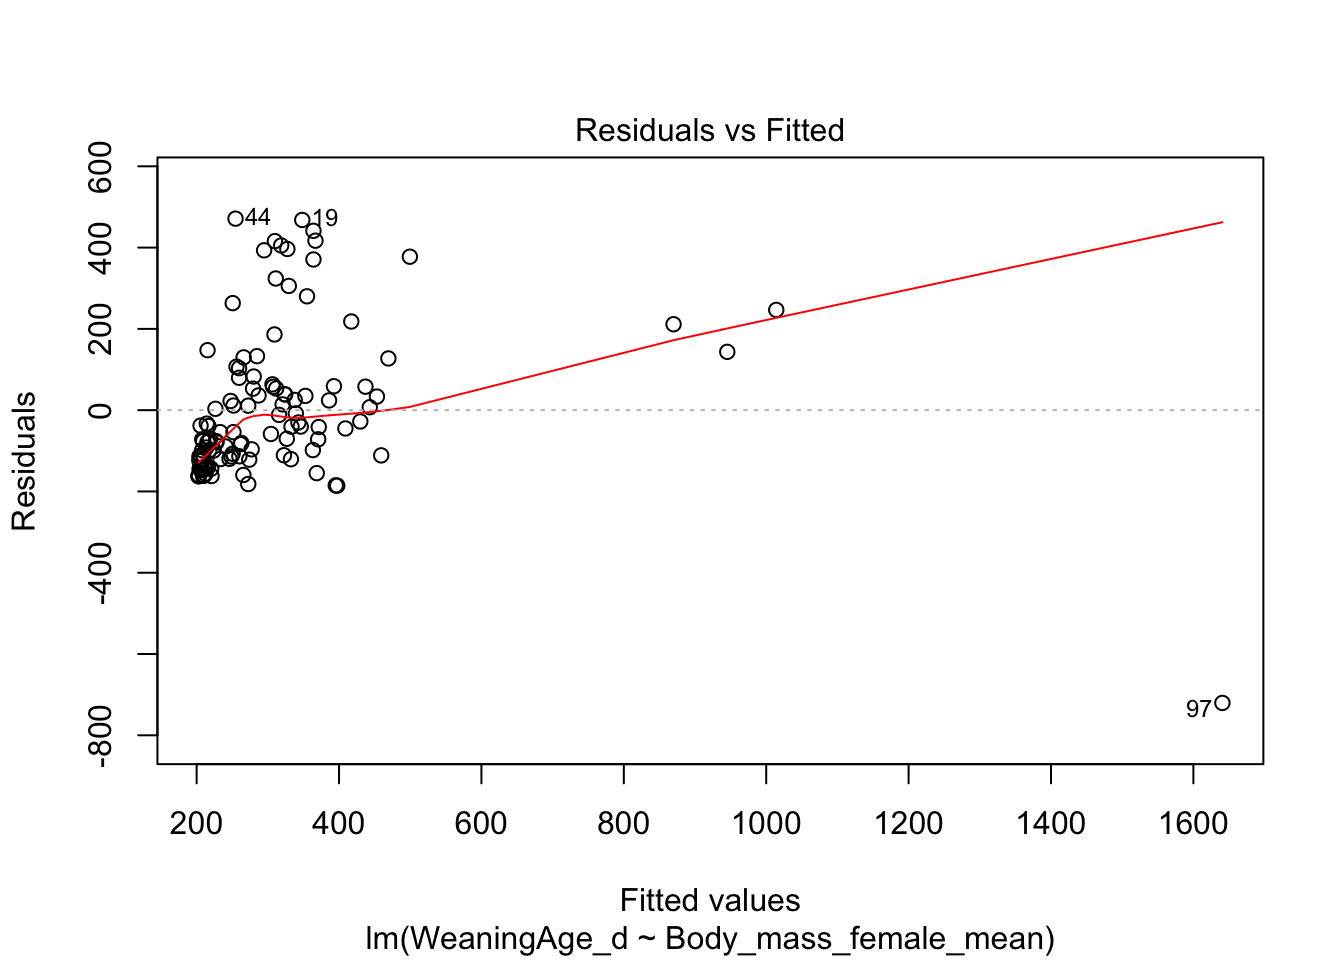 Residuals vs Fitted
Residuals
600
400
200
0
-400
-800
44
19
97
200 400 600 800 1000 1200 1400 1600
Fitted values
lm(WeaningAge_d ~ Body_mass_female_mean)